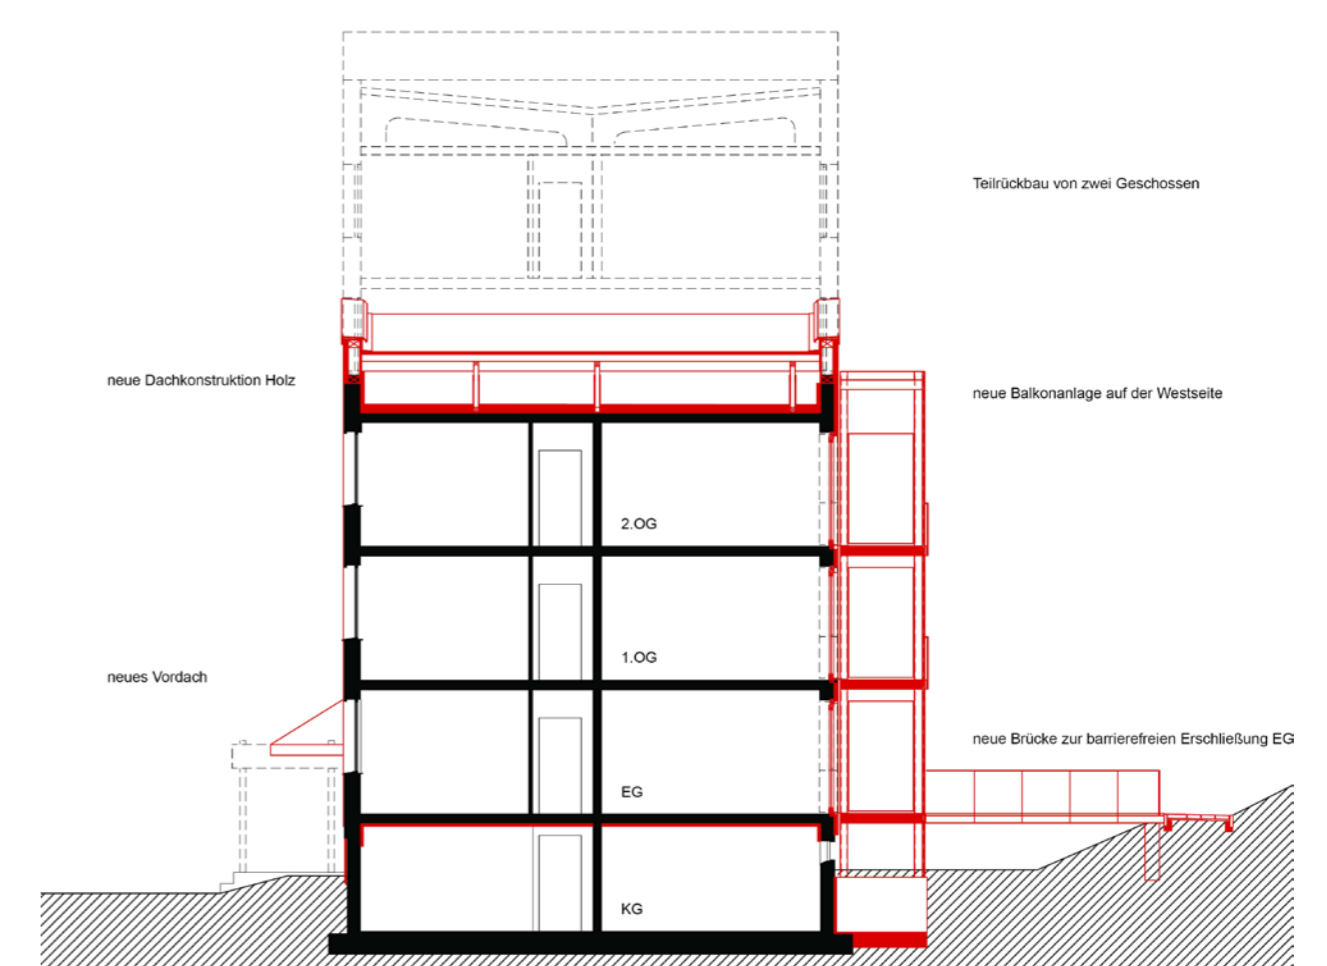 Teilrückbau von zwei Geschossen
neue Dachkonstruktion Holz
neue Balkonanlage auf der Westseite
2.OG
1.OG
neues Vordach
neue Brücke zur barrierefreien Erschließung EG
EG
KG